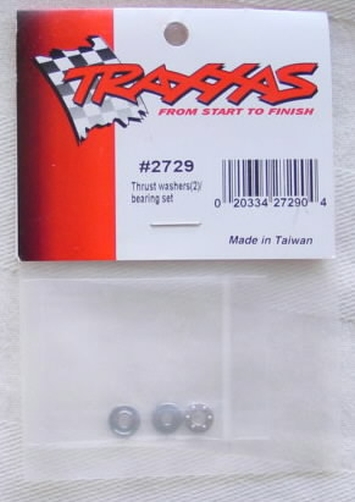 TRAXXAS
FROM START TO FINISH
#2729
Thrust washers(2)/
bearing set
0 20334 27290 4
Made in Taiwan